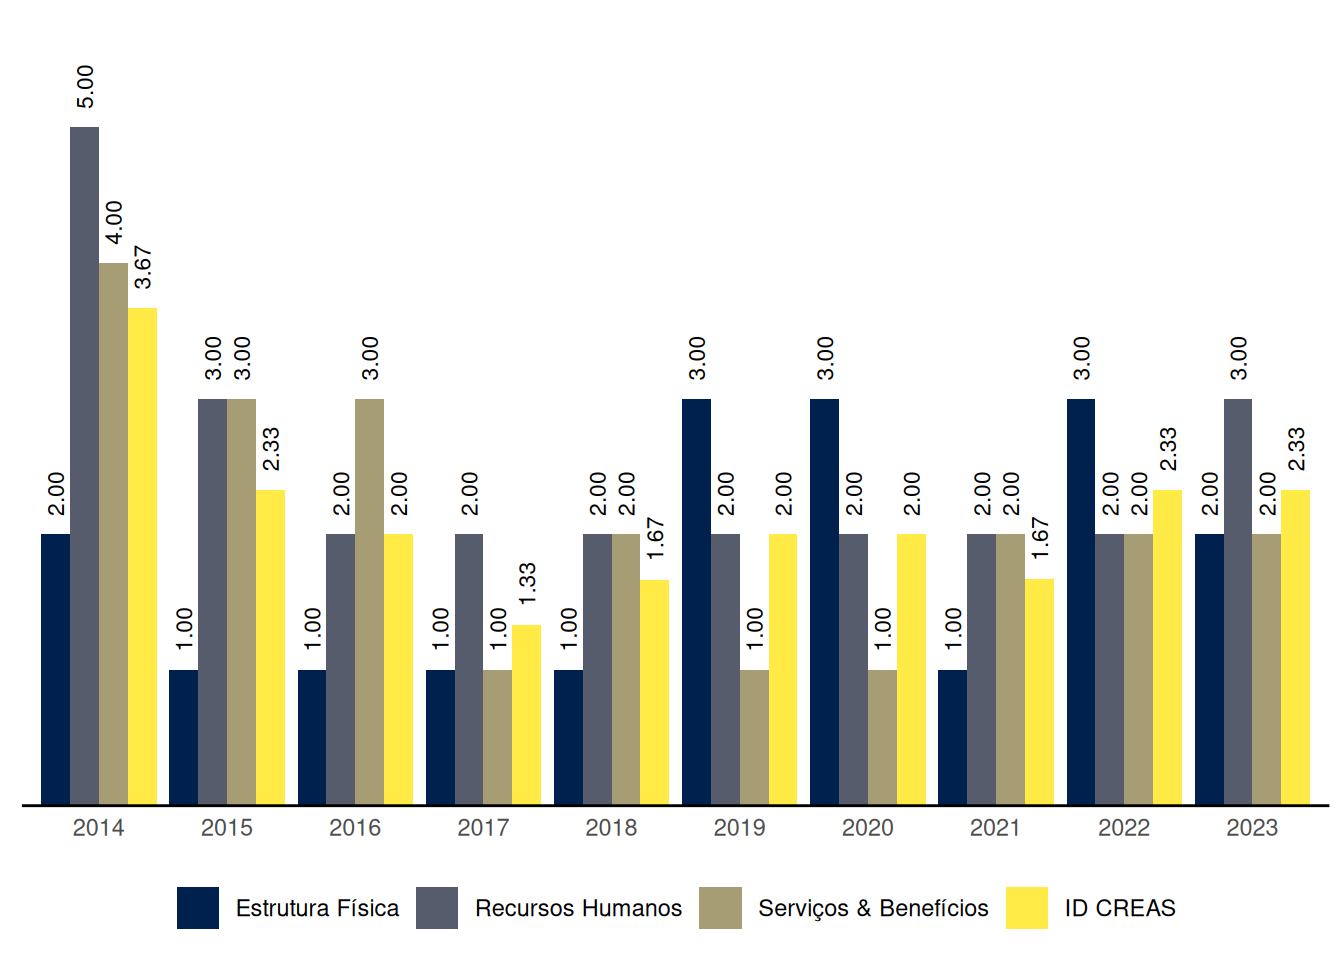 5.00
4.00
3.67
3.00 3.00 3.00 3.00 3.00 3.00 3.00
2.33 2.33 2.33
2.00 2.00 2.00 2.00 2.00 2.00 2.00 2.00 2.00 2.00 2.00 2.00 2.00 2.00 2.00 2.00
1.67 1.67
1.33
1.00 1.00 1.00 1.00 1.00 1.00 1.00 1.00
2014 2015 2016 2017 2018 2019 2020 2021 2022 2023
Estrutura Física Recursos Humanos Serviços & Benefícios ID CREAS